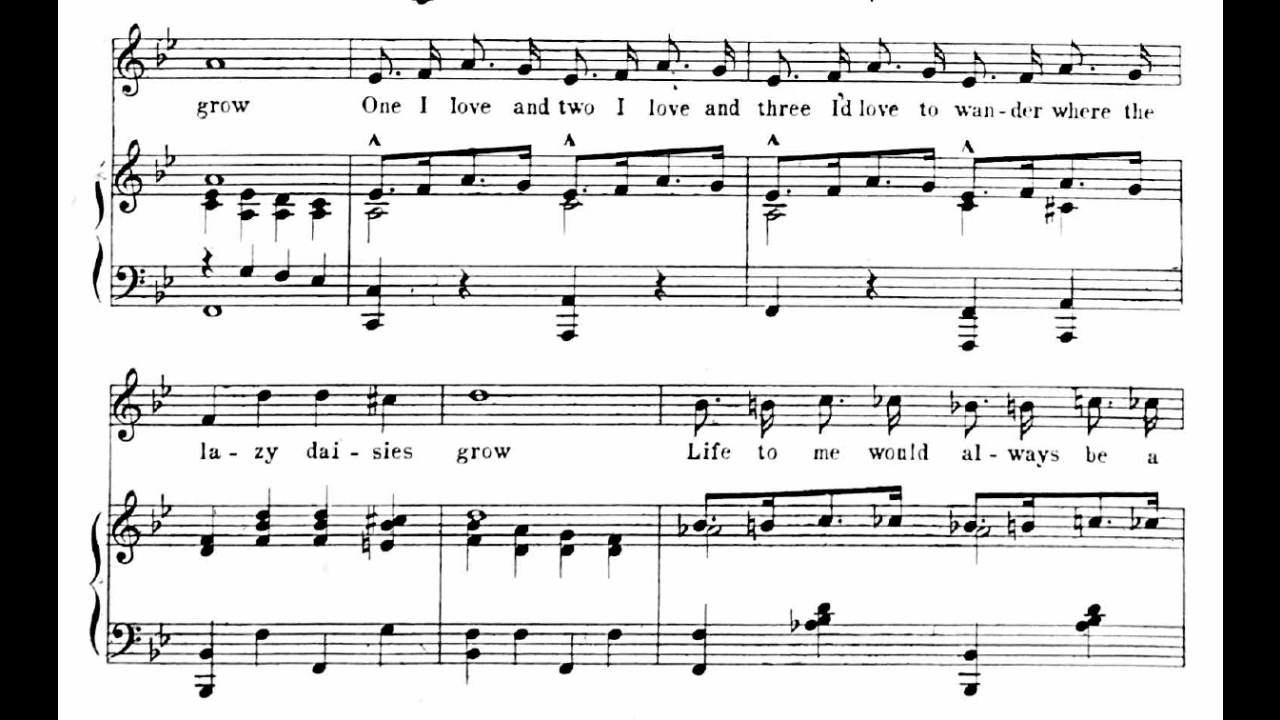 grow One I love and two I love and three I'd love to wan-der where the
la - zy dai - sies grow Life to me would al - ways be a